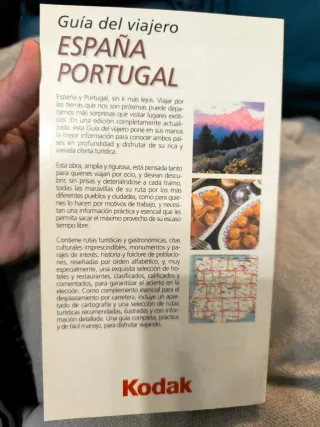 Guía del viajero
ESPAÑA
PORTUGAL
España y Portugal, sin ir más lejos. Viajar por
las tierras que nos son próximas puede depa-
rarnos más sorpresas que visitar lugares exóti-
cos. En una edición completamente actuali-
zada, esta Guía del viajero pone en sus manos
la mejor información para conocer ambos paí-
ses en profundidad y disfrutar de su rica y
variada oferta turística.
Esta obra, amplia y rigurosa, está pensada tanto
para quienes viajan por ocio, y deseen descu-
brir, sin prisas y deteniéndose a cada tramo,
todas las maravillas de su ruta por los más
diferentes pueblos y ciudades, como para quie-
nes lo hacen por motivos de trabajo, y necesi-
tan una información práctica y esencial que les
permita sacar el máximo provecho de su escaso
tiempo libre.
Contiene rutas turísticas y gastronómicas, citas
culturales imprescindibles, monumentos y pa-
rajes de interés, historia y folclore de poblacio-
nes, reseñadas por orden alfabético, y, muy
especialmente, una exquisita selección de hote-
les y restaurantes, clasificados, calificados y
comentados, para garantizar el acierto en la
elección. Como complemento esencial para el
desplazamiento por carretera, incluye un apar-
tado de cartografía y una selección de rutas
turísticas recomendadas, ilustradas y con infor-
mación detallada. Una guía completa, práctica
y de fácil manejo, para disfrutar viajando.
Kodak